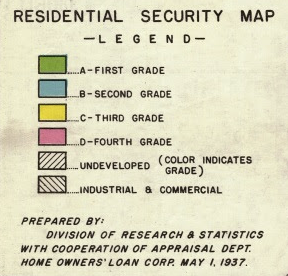 RESIDENTIAL SECURITY MAP
— LEGEND —
A-FIRST GRADE
B-SECOND GRADE
C-THIRD GRADE
D-FOURTH GRADE
UNDEVELOPED (COLOR INDICATES GRADE)
INDUSTRIAL & COMMERCIAL
PREPARED BY:
DIVISION OF RESEARCH & STATISTICS
WITH COOPERATION OF APPRAISAL DEPT.
HOME OWNERS' LOAN CORP. MAY 1, 1937.